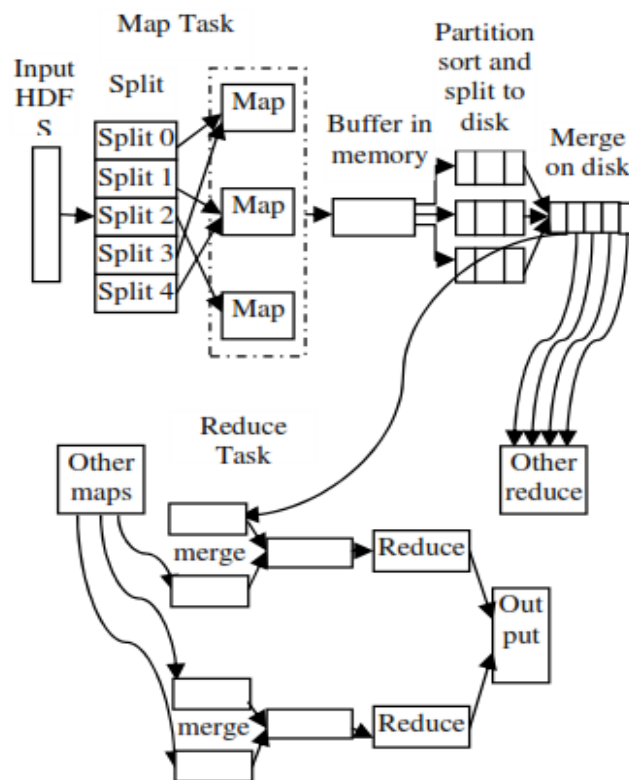 Map Task
Input
HDF
S
Split
Split 0
Split 1
Split 2
Split 3
Split 4
Map
Map
Map
Buffer in
memory
Partition
sort and
split to
disk
Merge
on disk
Other
reduce
Reduce
Task
Other
maps
merge
Reduce
Out
put
merge
Reduce